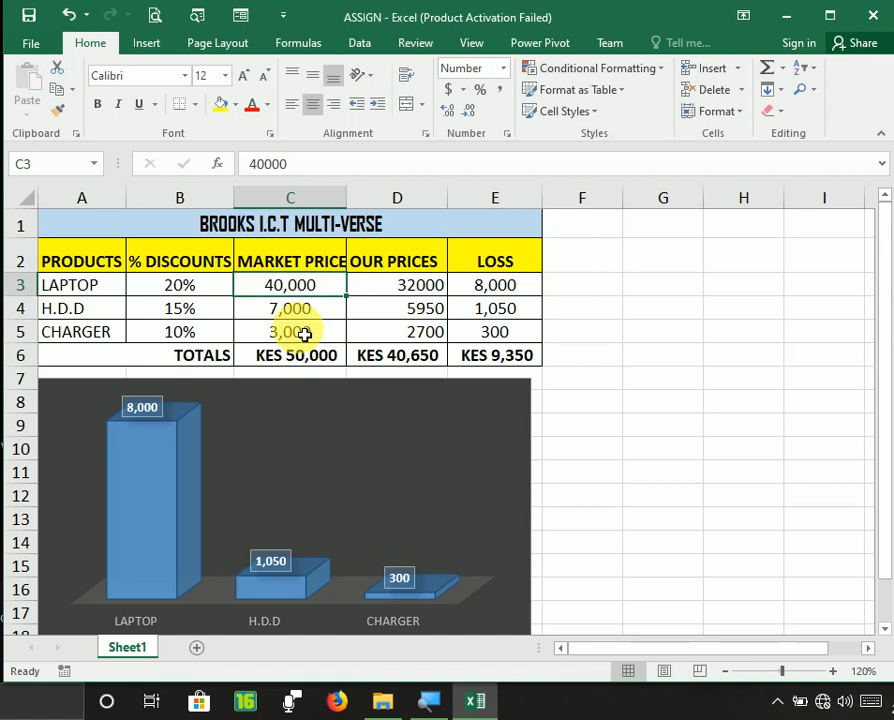 ASSIGN - Excel (Product Activation Failed)
File Home Insert Page Layout Formulas Data Review View Power Pivot Team Tell me... Sign in Share
Paste Calibri 12 A A Number Conditional Formatting Insert
B I U A $ % , Format as Table Delete
Cell Styles Format
Clipboard Font Alignment Number Styles Cells Editing
C3 fx 40000
A B C D E F G H I
1 BROOKS I.C.T MULTI-VERSE
2 PRODUCTS % DISCOUNTS MARKET PRICE OUR PRICES LOSS
3 LAPTOP 20% 40,000 32000 8,000
4 H.D.D 15% 7,000 5950 1,050
5 CHARGER 10% 3,000 2700 300
6 TOTALS KES 50,000 KES 40,650 KES 9,350
7
8 8,000
9
10
11
12
13
14
15 1,050
16 300
17 LAPTOP H.D.D CHARGER
18
Sheet1
Ready 120%
16